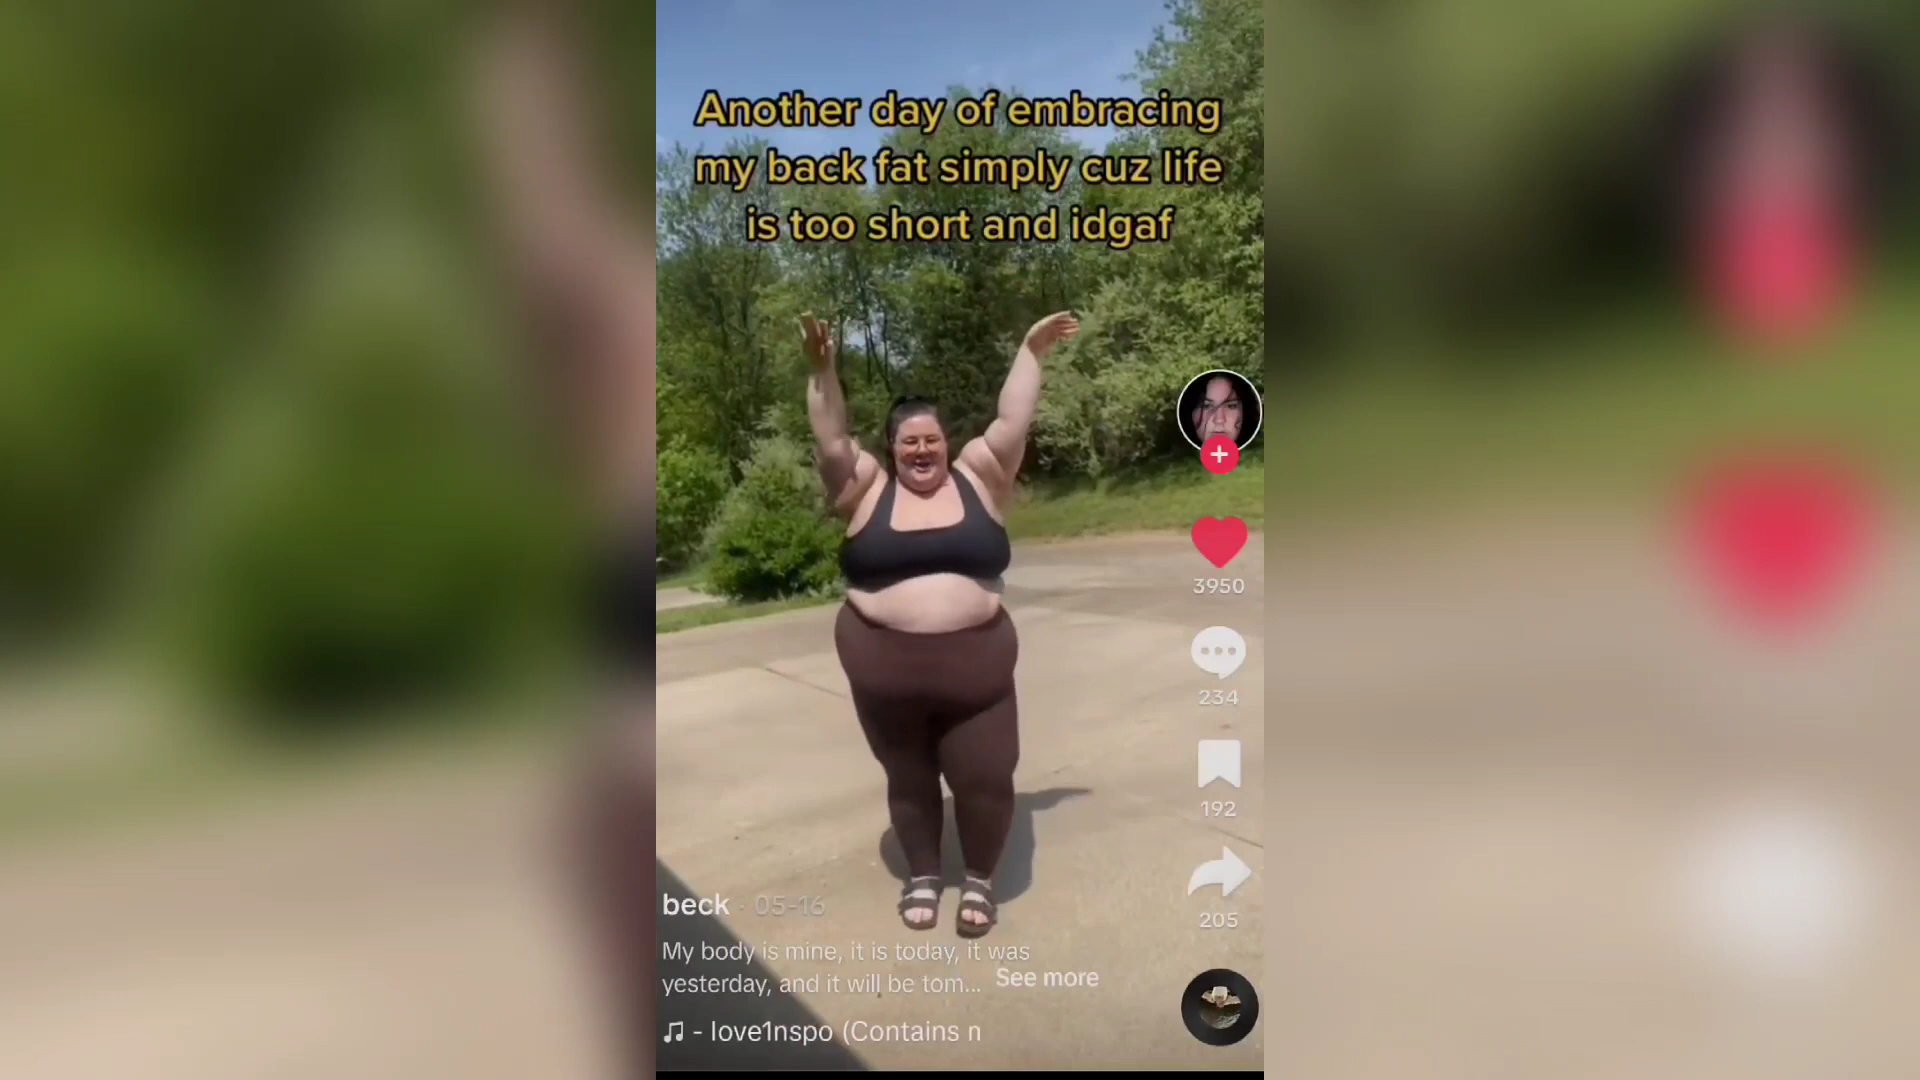 Another day of embracing
my back fat simply cuz life
is too short and idgaf
3950
234
192
205
beck · 05-16
My body is mine, it is today, it was
yesterday, and it will be tom... See more
- love1nspo (Contains n